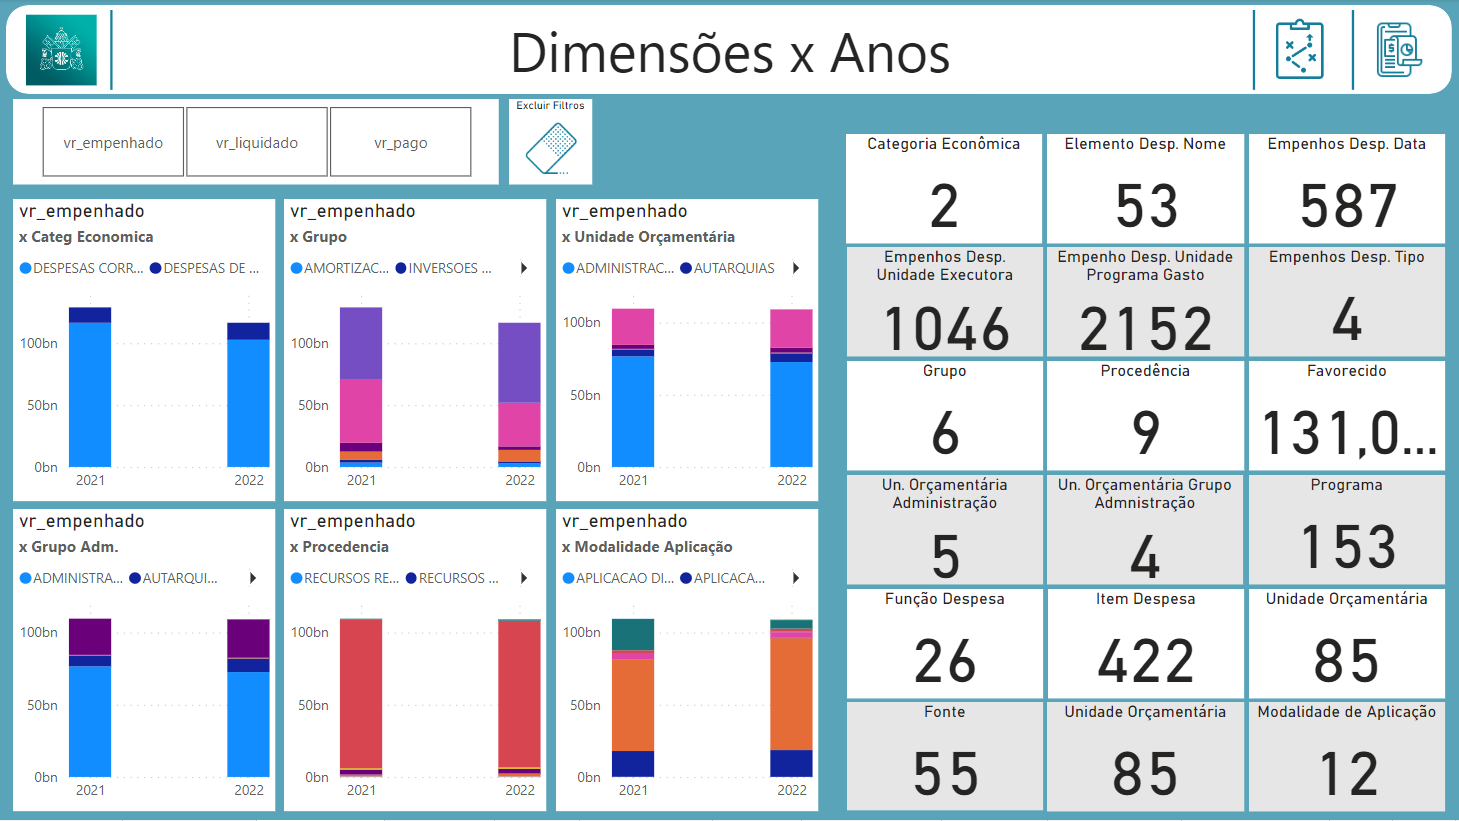 Dimensões x Anos
vr_empenhado
vr_liquidado
vr_pago
Excluir Filtros
vr_empenhado
x Categ Economica
DESPESAS CORR... DESPESAS DE ...
100bn
50bn
0bn
2021 2022
vr_empenhado
x Grupo
AMORTIZAC... INVERSOES ...
100bn
50bn
0bn
2021 2022
vr_empenhado
x Unidade Orçamentária
ADMINISTRAC... AUTARQUIAS
100bn
50bn
0bn
2021 2022
vr_empenhado
x Grupo Adm.
ADMINISTRA... AUTARQUI...
100bn
50bn
0bn
2021 2022
vr_empenhado
x Procedencia
RECURSOS RE... RECURSOS ...
100bn
50bn
0bn
2021 2022
vr_empenhado
x Modalidade Aplicação
APLICACAO DI... APLICACA...
100bn
50bn
0bn
2021 2022
Categoria Econômica
2
Elemento Desp. Nome
53
Empenhos Desp. Data
587
Empenhos Desp.
Unidade Executora
1046
Empenho Desp. Unidade
Programa Gasto
2152
Empenhos Desp. Tipo
4
Grupo
6
Procedência
9
Favorecido
131,0...
Un. Orçamentária
Administração
5
Un. Orçamentária Grupo
Admnistração
4
Programa
153
Função Despesa
26
Item Despesa
422
Unidade Orçamentária
85
Fonte
55
Unidade Orçamentária
85
Modalidade de Aplicação
12